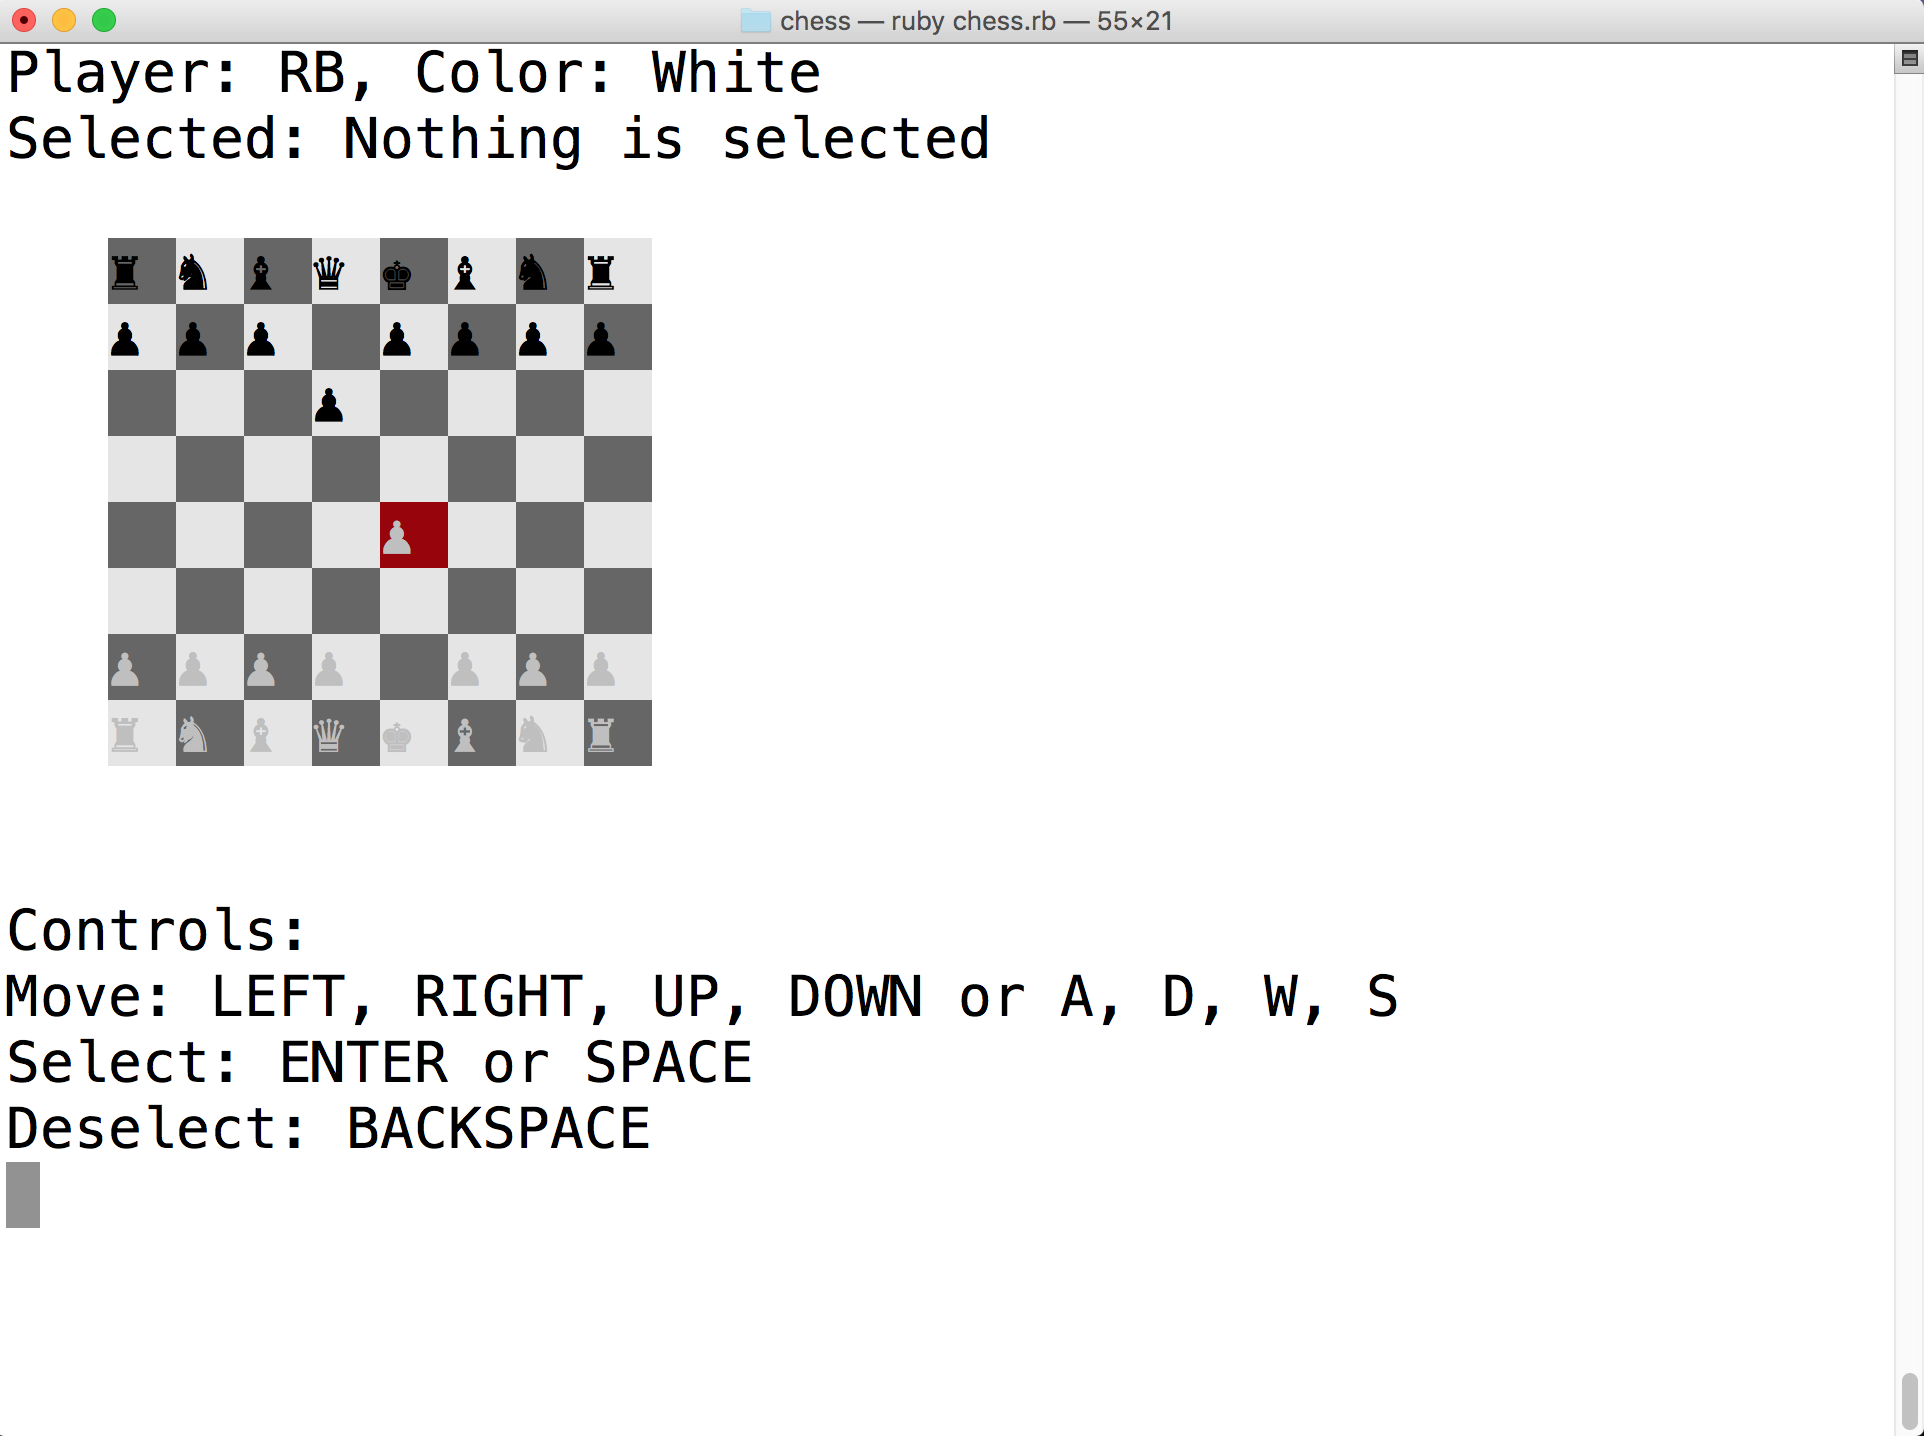 chess — ruby chess.rb — 55×21
Player: RB, Color: White
Selected: Nothing is selected
Controls:
Move: LEFT, RIGHT, UP, DOWN or A, D, W, S
Select: ENTER or SPACE
Deselect: BACKSPACE